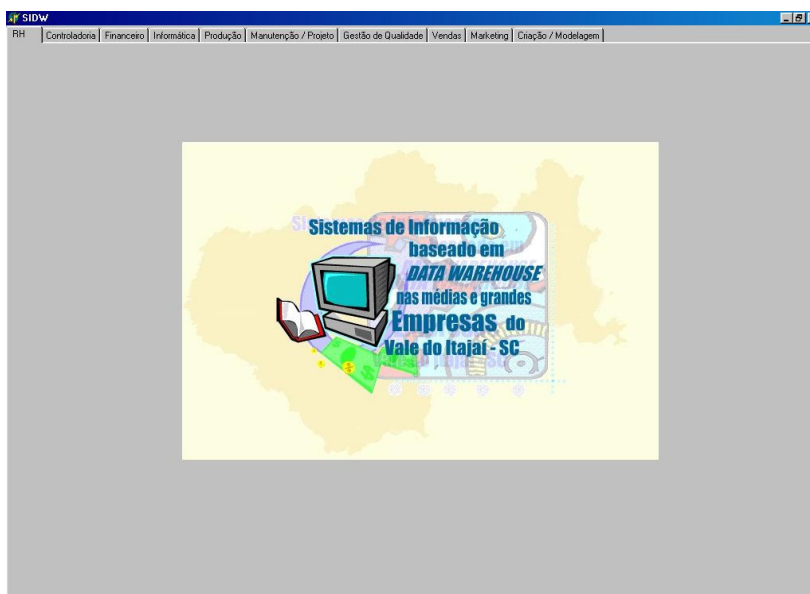 SIDW
RH Controladoria Financeiro Informática Produção Manutenção / Projeto Gestão de Qualidade Vendas Marketing Criação / Modelagem
Sistemas de Informação
baseado em
DATA WAREHOUSE
nas médias e grandes
Empresas do
Vale do Itajaí - SC